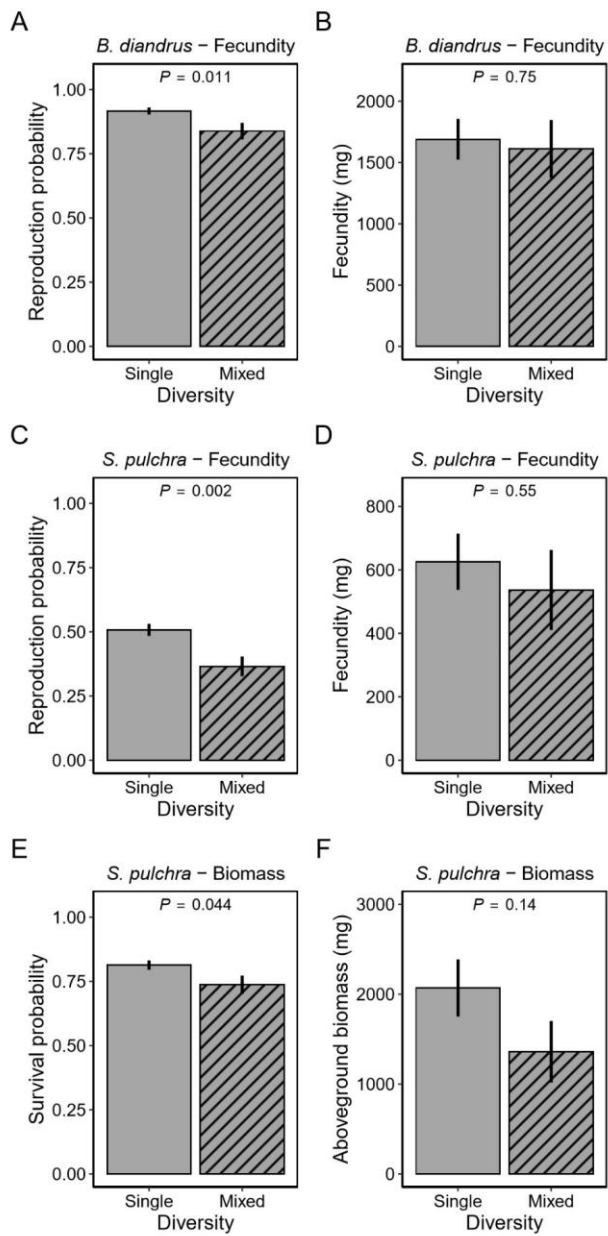 A
B. diandrus − Fecundity
P = 0.011
1.00
0.75
0.50
0.25
0.00
Reproduction probability
Single Mixed
Diversity
B
B. diandrus − Fecundity
P = 0.75
2000
1500
1000
500
0
Fecundity (mg)
Single Mixed
Diversity
C
S. pulchra − Fecundity
P = 0.002
1.00
0.75
0.50
0.25
0.00
Reproduction probability
Single Mixed
Diversity
D
S. pulchra − Fecundity
P = 0.55
800
600
400
200
0
Fecundity (mg)
Single Mixed
Diversity
E
S. pulchra − Biomass
P = 0.044
1.00
0.75
0.50
0.25
0.00
Survival probability
Single Mixed
Diversity
F
S. pulchra − Biomass
P = 0.14
3000
2000
1000
0
Aboveground biomass (mg)
Single Mixed
Diversity